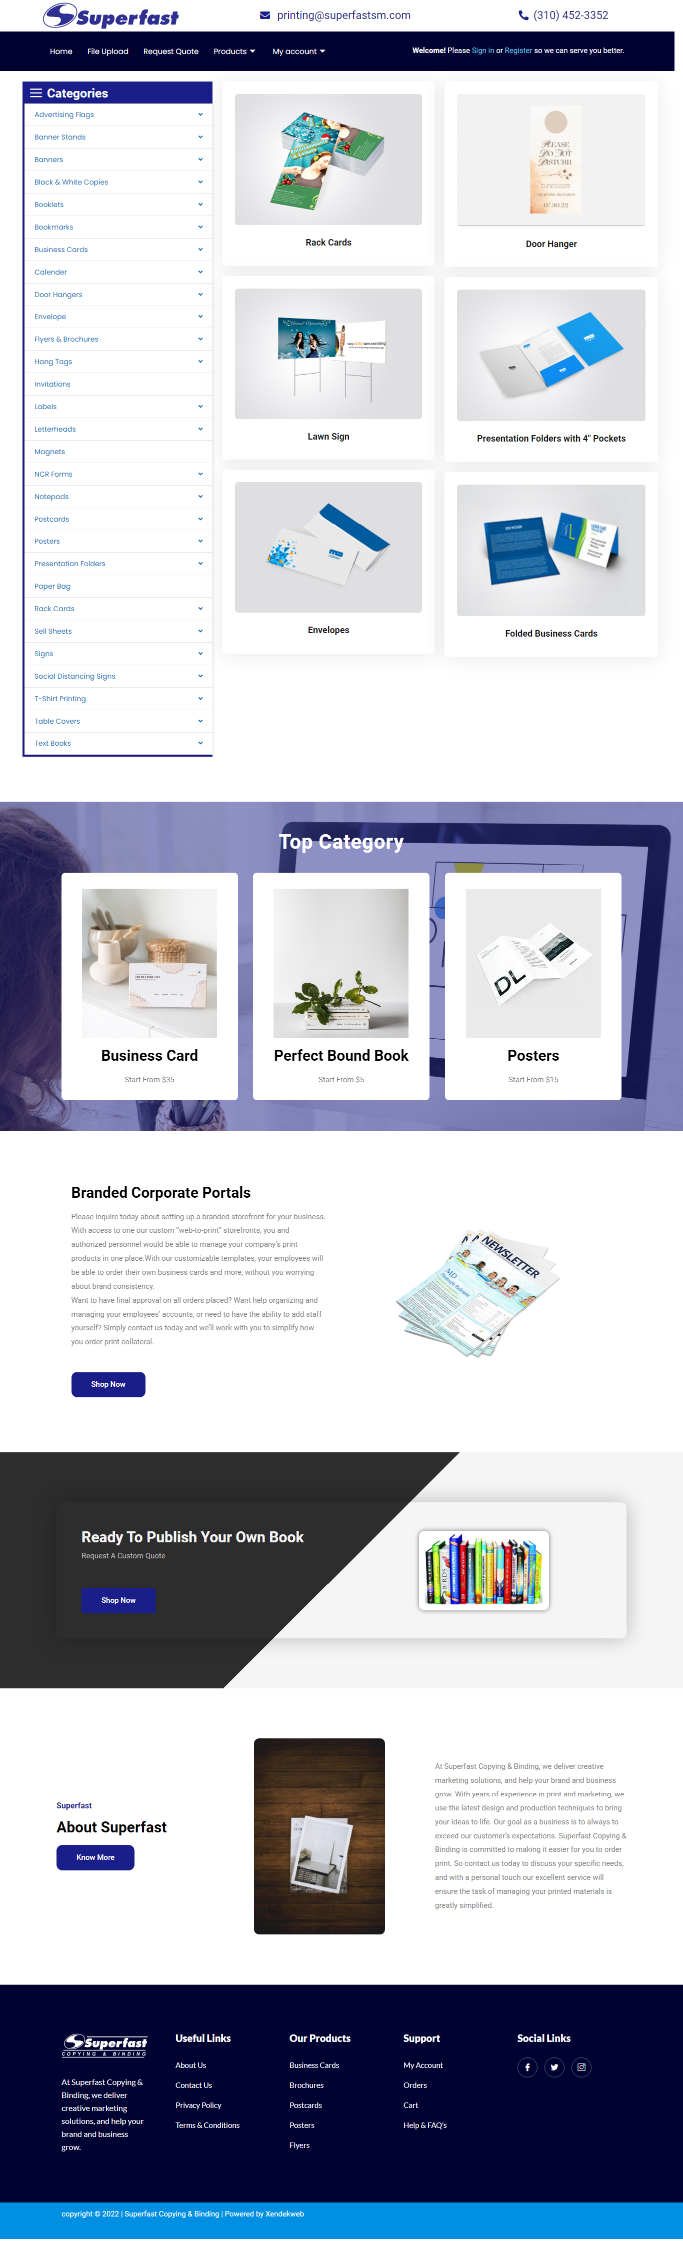 Superfast
printing@superfastsm.com
(310) 452-3352
Home File Upload Request Quote Products My account
Welcome! Please Sign in or Register so we can serve you better.
Categories
Advertising Flags
Banner Stands
Banners
Black & White Copies
Booklets
Bookmarks
Business Cards
Calender
Door Hangers
Envelope
Flyers & Brochures
Hang Tags
Invitations
Labels
Letterheads
Magnets
NCR Forms
Notepads
Postcards
Posters
Presentation Folders
Paper Bag
Rack Cards
Sell Sheets
Signs
Social Distancing Signs
T-Shirt Printing
Table Covers
Text Books
Rack Cards
PLEASE
DO NOT
DISTURB
07.30.22
Door Hanger
Lawn Sign
Presentation Folders with 4" Pockets
Envelopes
Folded Business Cards
Top Category
Business Card
Start From $35
Perfect Bound Book
Start From $5
DL
Posters
Start From $15
Branded Corporate Portals
Please inquire today about setting up a branded storefront for your business.
With access to one our custom "web-to-print" storefronts, you and
authorized personnel would be able to manage your company's print
products in one place.With our customizable templates, your employees will
be able to order their own business cards and more, without you worrying
about brand consistency.
Want to have final approval on all orders placed? Want help organizing and
managing your employees' accounts, or need to have the ability to add staff
yourself? Simply contact us today and we'll work with you to simplify how
you order print collateral.
Shop Now
NEWSLETTER
MD
Ready To Publish Your Own Book
Request A Custom Quote
Shop Now
BIRDS
Superfast
About Superfast
Know More
At Superfast Copying & Binding, we deliver creative
marketing solutions, and help your brand and business
grow. With years of experience in print and marketing, we
use the latest design and production techniques to bring
your ideas to life. Our goal as a business is to always to
exceed our customer's expectations. Superfast Copying &
Binding is committed to making it easier for you to order
print. So contact us today to discuss your specific needs,
and with a personal touch our excellent service will
ensure the task of managing your printed materials is
greatly simplified.
Superfast
COPYING & BINDING
At Superfast Copying &
Binding, we deliver
creative marketing
solutions, and help your
brand and business
grow.
Useful Links
About Us
Contact Us
Privacy Policy
Terms & Conditions
Our Products
Business Cards
Brochures
Postcards
Posters
Flyers
Support
My Account
Orders
Cart
Help & FAQ's
Social Links
copyright © 2022 | Superfast Copying & Binding | Powered by Xendekweb